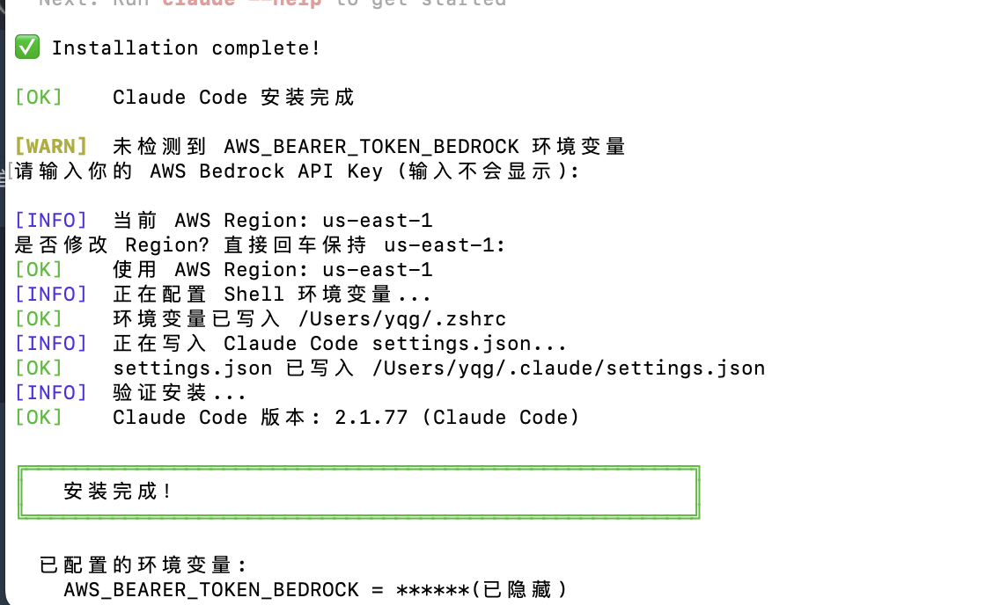 Next: Run claude --help to get started
✅ Installation complete!
[OK] Claude Code 安装完成
[WARN] 未检测到 AWS_BEARER_TOKEN_BEDROCK 环境变量
请输入你的 AWS Bedrock API Key (输入不会显示):
[INFO] 当前 AWS Region: us-east-1
是否修改 Region? 直接回车保持 us-east-1:
[OK] 使用 AWS Region: us-east-1
[INFO] 正在配置 Shell 环境变量...
[OK] 环境变量已写入 /Users/yqg/.zshrc
[INFO] 正在写入 Claude Code settings.json...
[OK] settings.json 已写入 /Users/yqg/.claude/settings.json
[INFO] 验证安装...
[OK] Claude Code 版本: 2.1.77 (Claude Code)
安装完成!
已配置的环境变量:
AWS_BEARER_TOKEN_BEDROCK = ******(已隐藏)